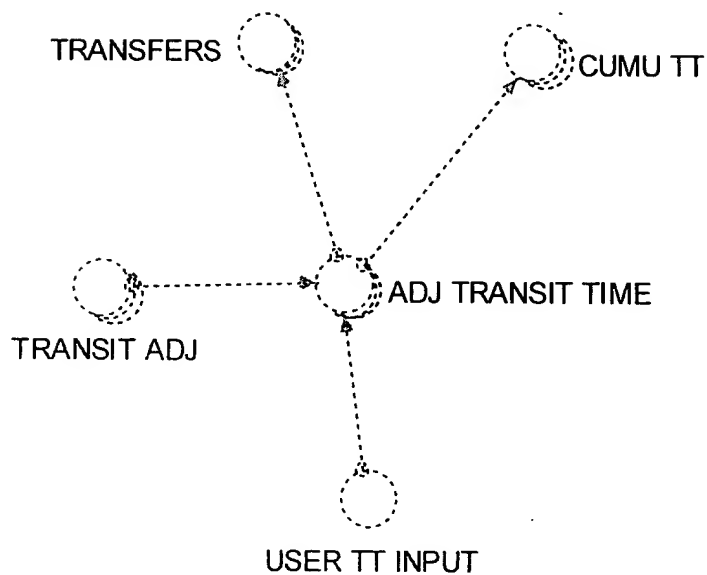 TRANSFERS
CUMU TT
ADJ TRANSIT TIME
TRANSIT ADJ
USER TT INPUT